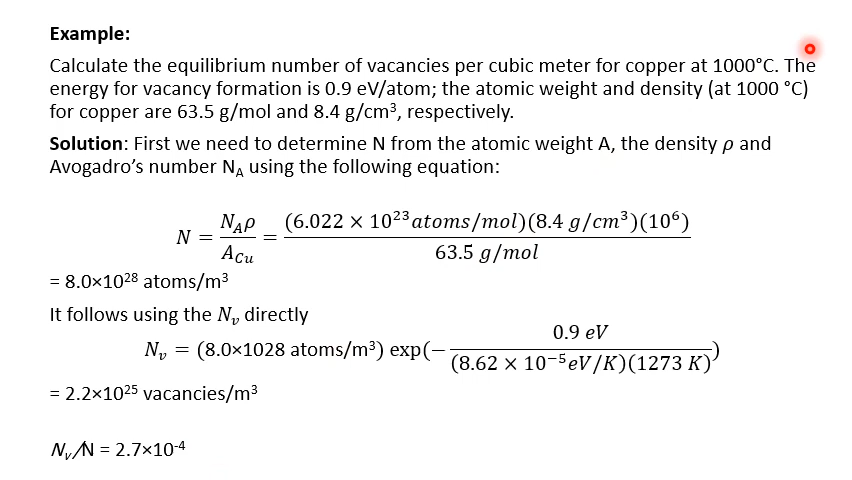 Example:
Calculate the equilibrium number of vacancies per cubic meter for copper at 1000°C. The
energy for vacancy formation is 0.9 eV/atom; the atomic weight and density (at 1000 °C)
for copper are 63.5 g/mol and 8.4 g/cm³, respectively.
Solution: First we need to determine N from the atomic weight A, the density ρ and
Avogadro's number N_A using the following equation:
N = N_Aρ / A_Cu = (6.022 × 10²³ atoms/mol)(8.4 g/cm³)(10⁶) / 63.5 g/mol
= 8.0×10²⁸ atoms/m³
It follows using the N_v directly
N_v = (8.0×1028 atoms/m³) exp(− 0.9 eV / (8.62 × 10⁻⁵ eV/K)(1273 K))
= 2.2×10²⁵ vacancies/m³
N_v/N = 2.7×10⁻⁴